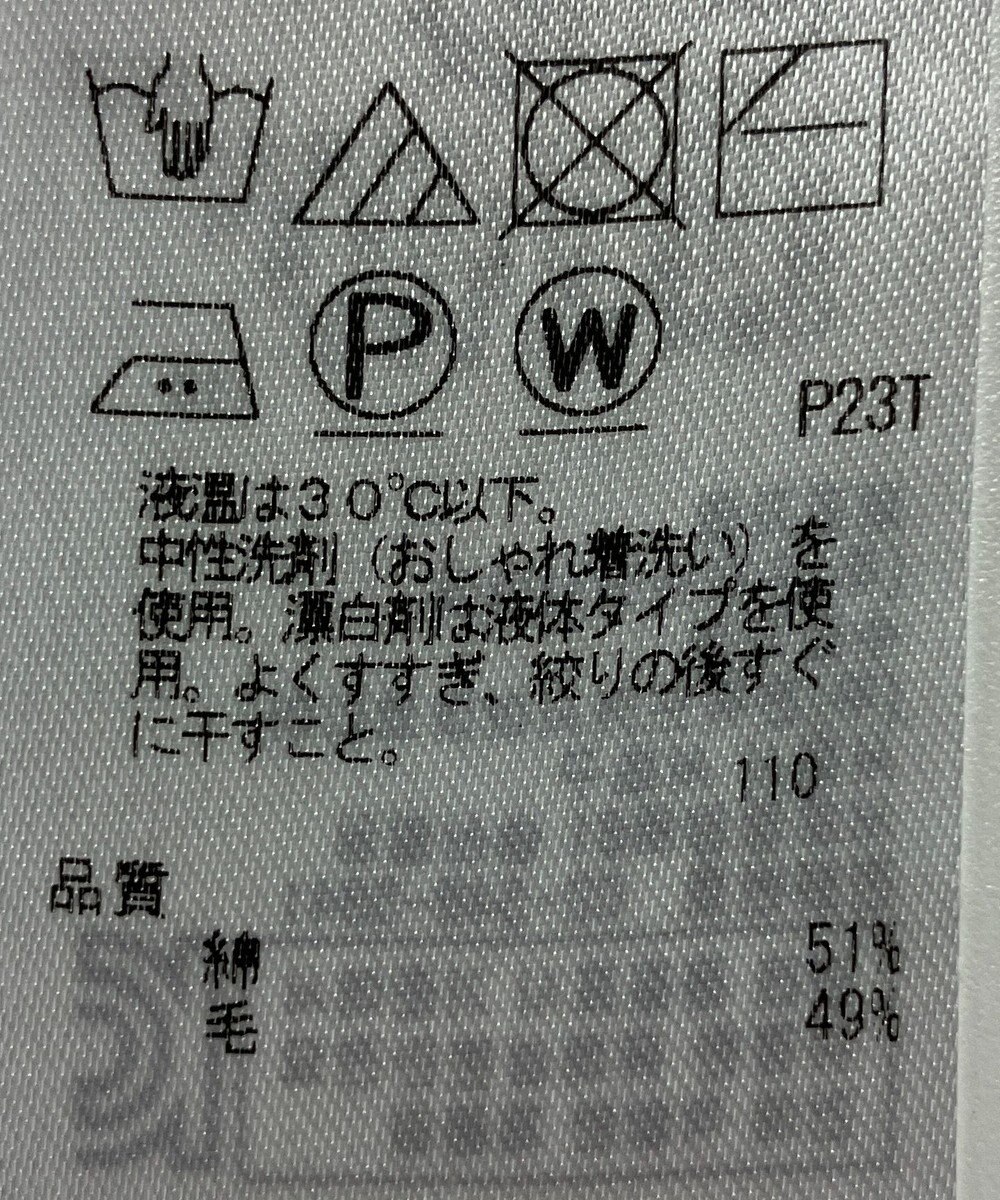 P
W
P23T
液温は30℃以下。
中性洗剤(おしゃれ着洗い)を
使用。漂白剤は液体タイプを使
用。よくすすぎ、絞りの後すぐ
に干すこと。
110
品質
綿 51%
毛 49%